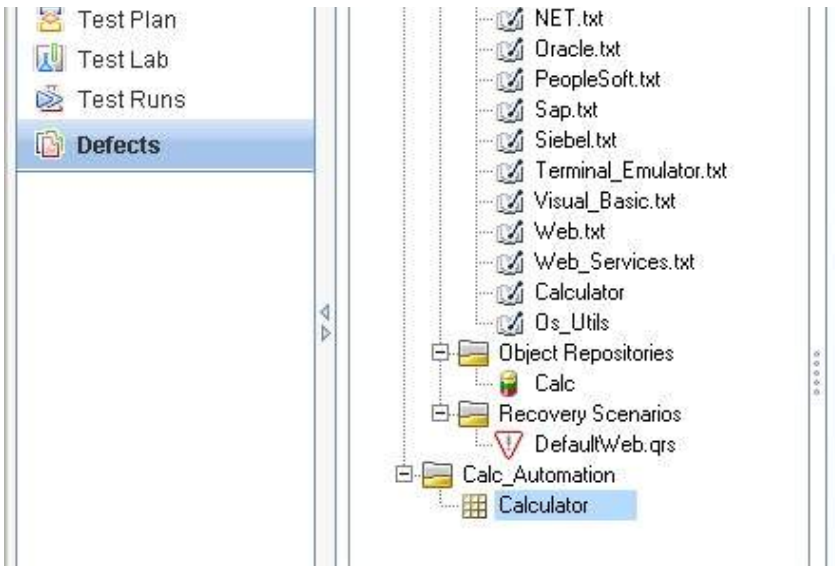 Test Plan
Test Lab
Test Runs
Defects
NET.txt
Oracle.txt
PeopleSoft.txt
Sap.txt
Siebel.txt
Terminal_Emulator.txt
Visual_Basic.txt
Web.txt
Web_Services.txt
Calculator
Os_Utils
Object Repositories
Calc
Recovery Scenarios
DefaultWeb.qrs
Calc_Automation
Calculator